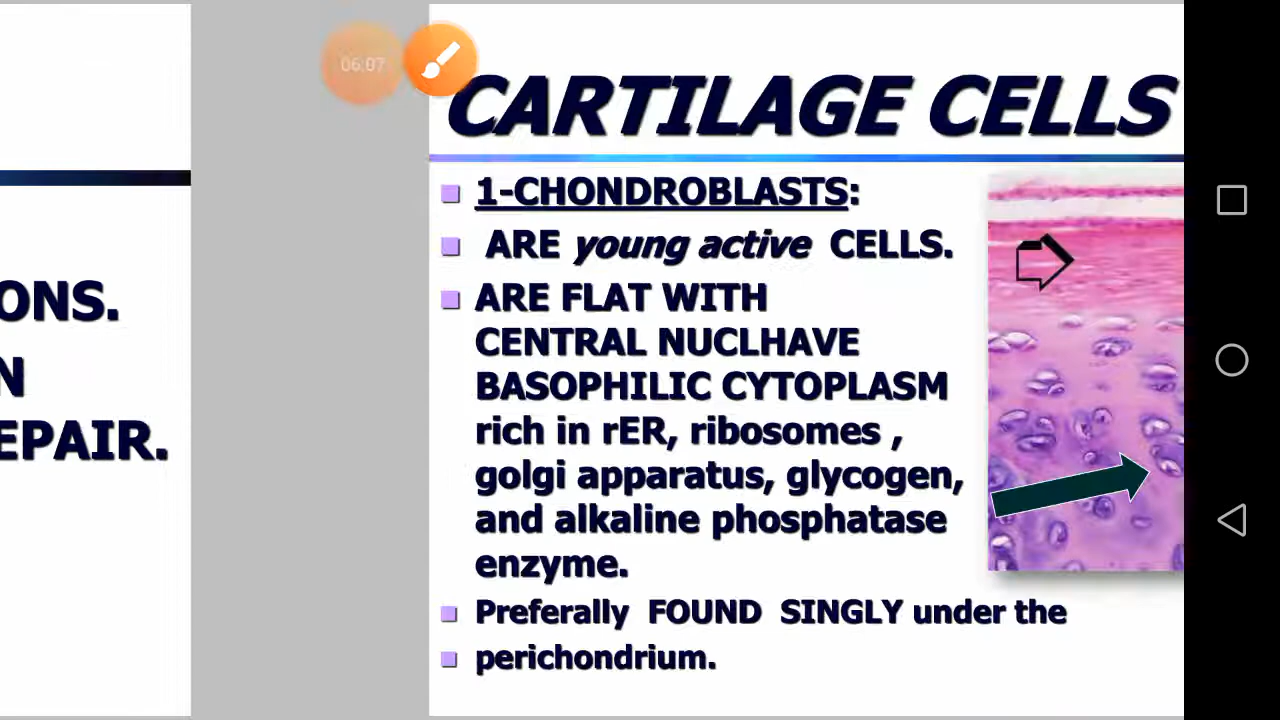 06:07
ONS.
N
EPAIR.
CARTILAGE CELLS
1-CHONDROBLASTS:
ARE young active CELLS.
ARE FLAT WITH
CENTRAL NUCLHAVE
BASOPHILIC CYTOPLASM
rich in rER, ribosomes ,
golgi apparatus, glycogen,
and alkaline phosphatase
enzyme.
Preferally FOUND SINGLY under the
perichondrium.